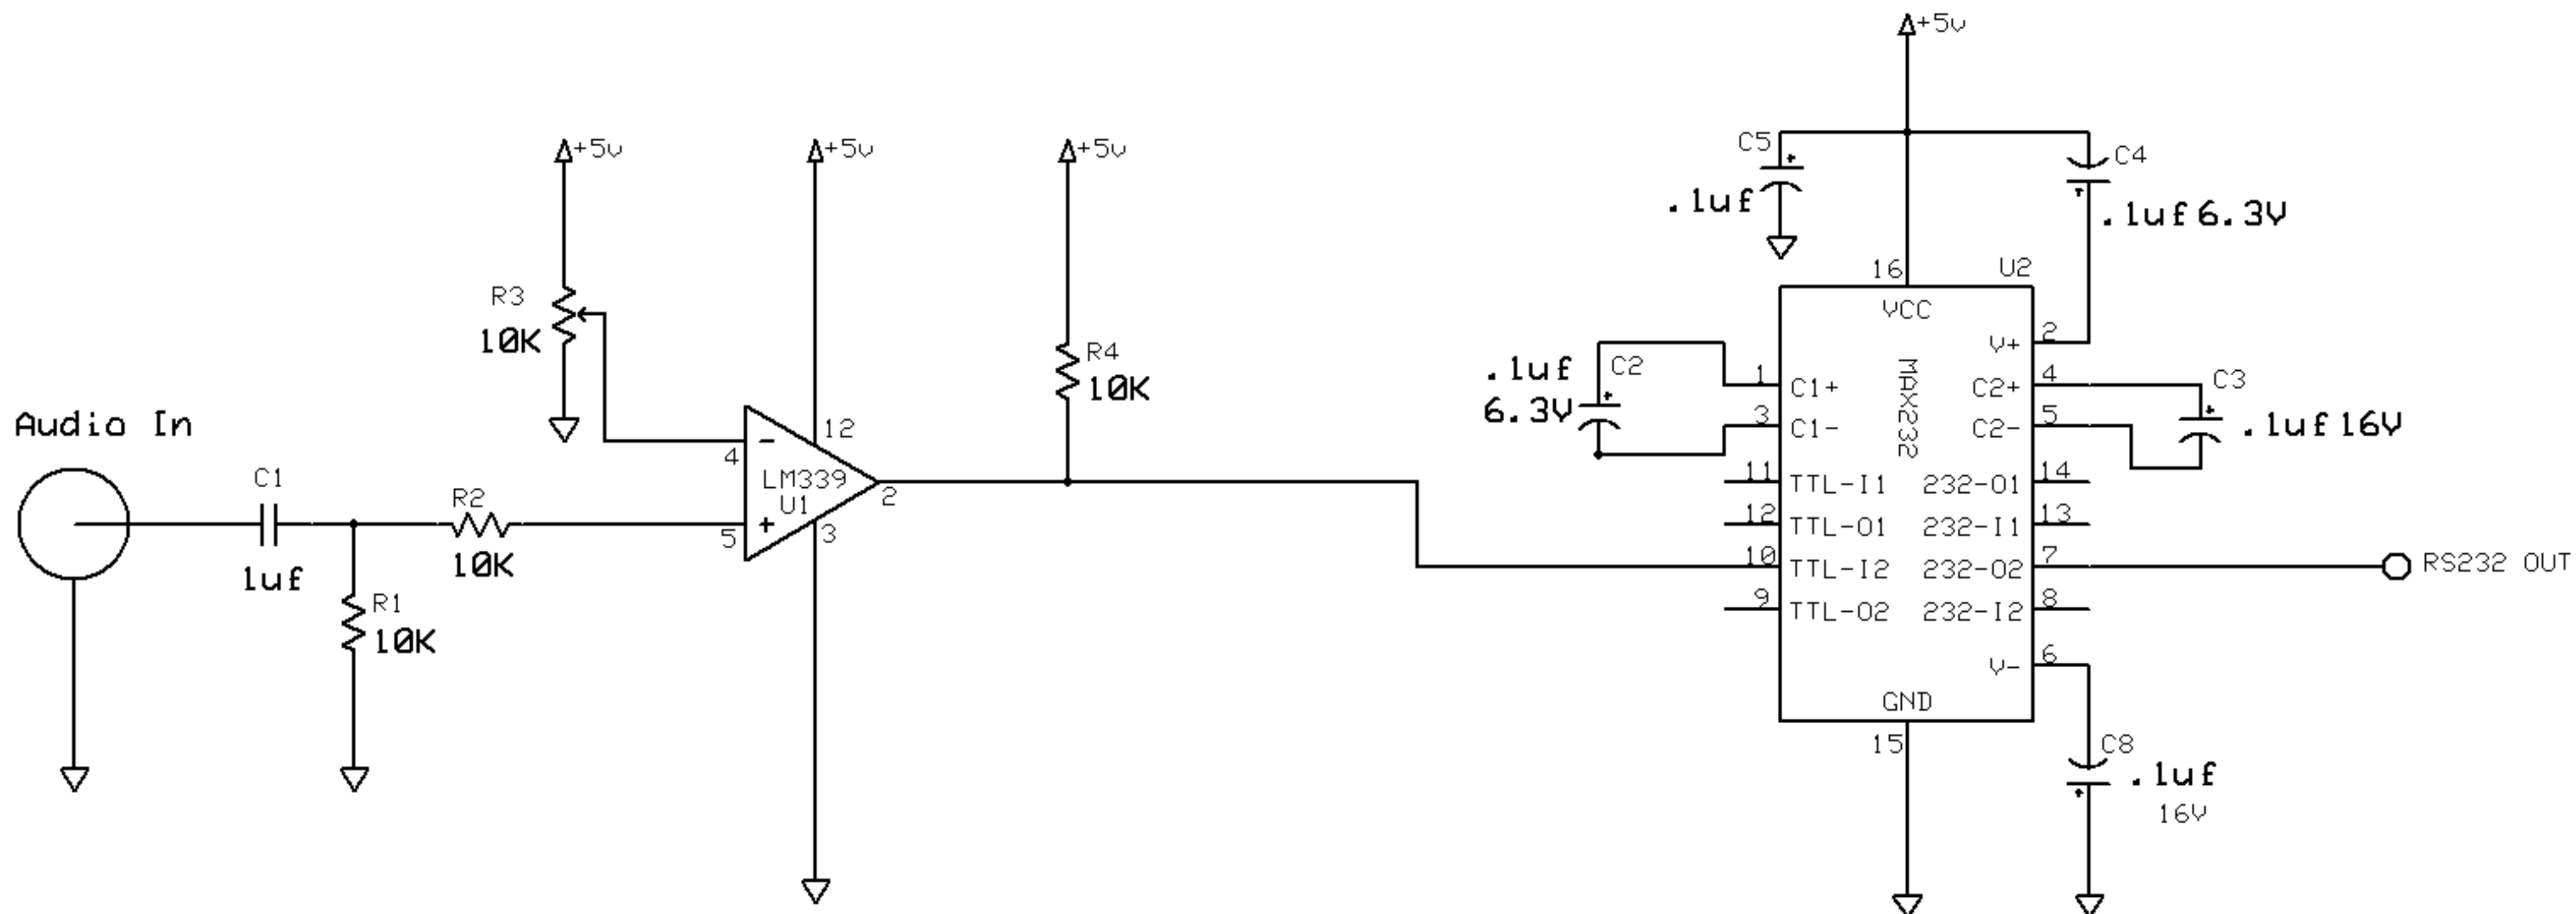 +5v
+5v
+5v
+5v
C5
.1uf
C4
.1uf 6.3V
R3
10K
R4
10K
16
U2
VCC
V+
2
MAX232
.1uf
6.3V
C2
1
C1+
3
C1-
C2+
4
C2-
5
C3
.1uf 16V
Audio In
C1
1uf
R1
10K
R2
10K
4
-
12
LM339
U1
5
+
3
2
11
TTL-I1
232-O1
14
12
TTL-O1
232-I1
13
10
TTL-I2
232-O2
7
RS232 OUT
9
TTL-O2
232-I2
8
V-
6
GND
15
C8
.1uf
16V